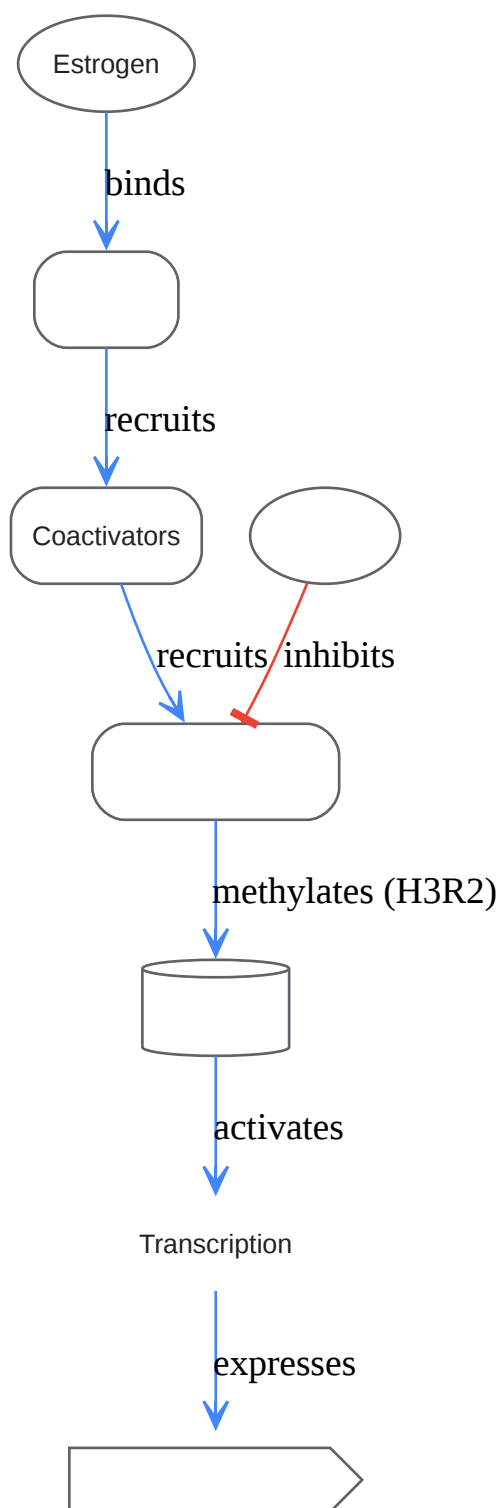 Estrogen
binds
recruits
Coactivators
recruits
inhibits
methylates (H3R2)
activates
Transcription
expresses